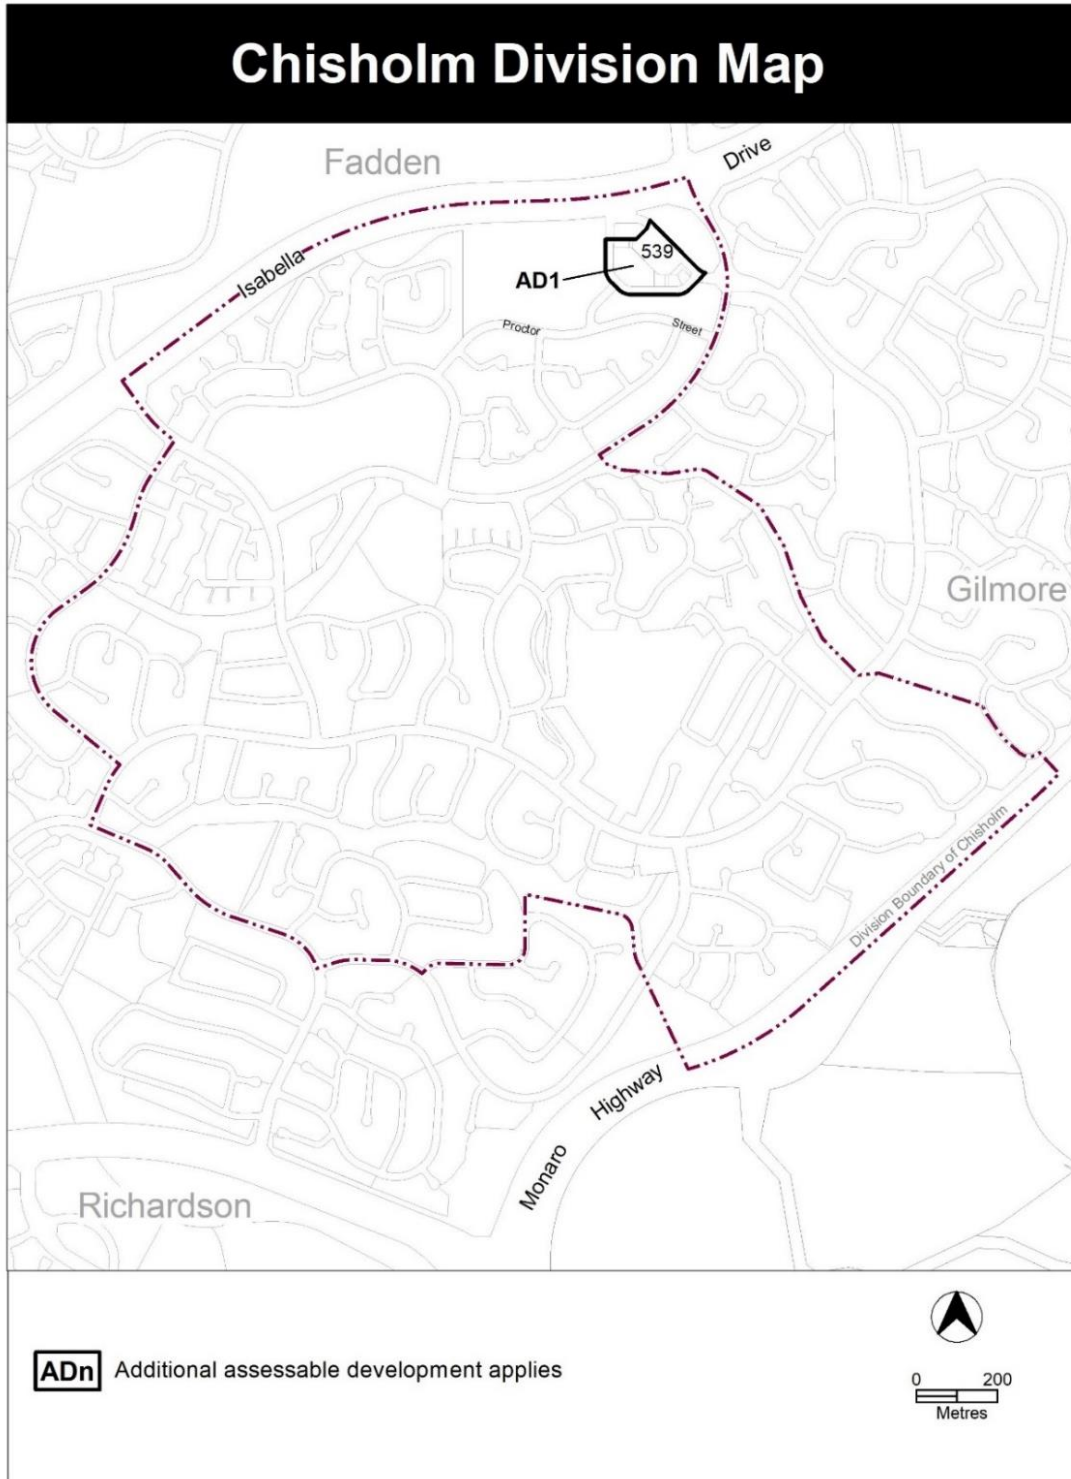 Chisholm Division Map
Fadden
Drive
Isabella
539
AD1
Proctor
Street
Gilmore
Division Boundary of Chisholm
Highway
Monaro
Richardson
ADn Additional assessable development applies
0 200
Metres